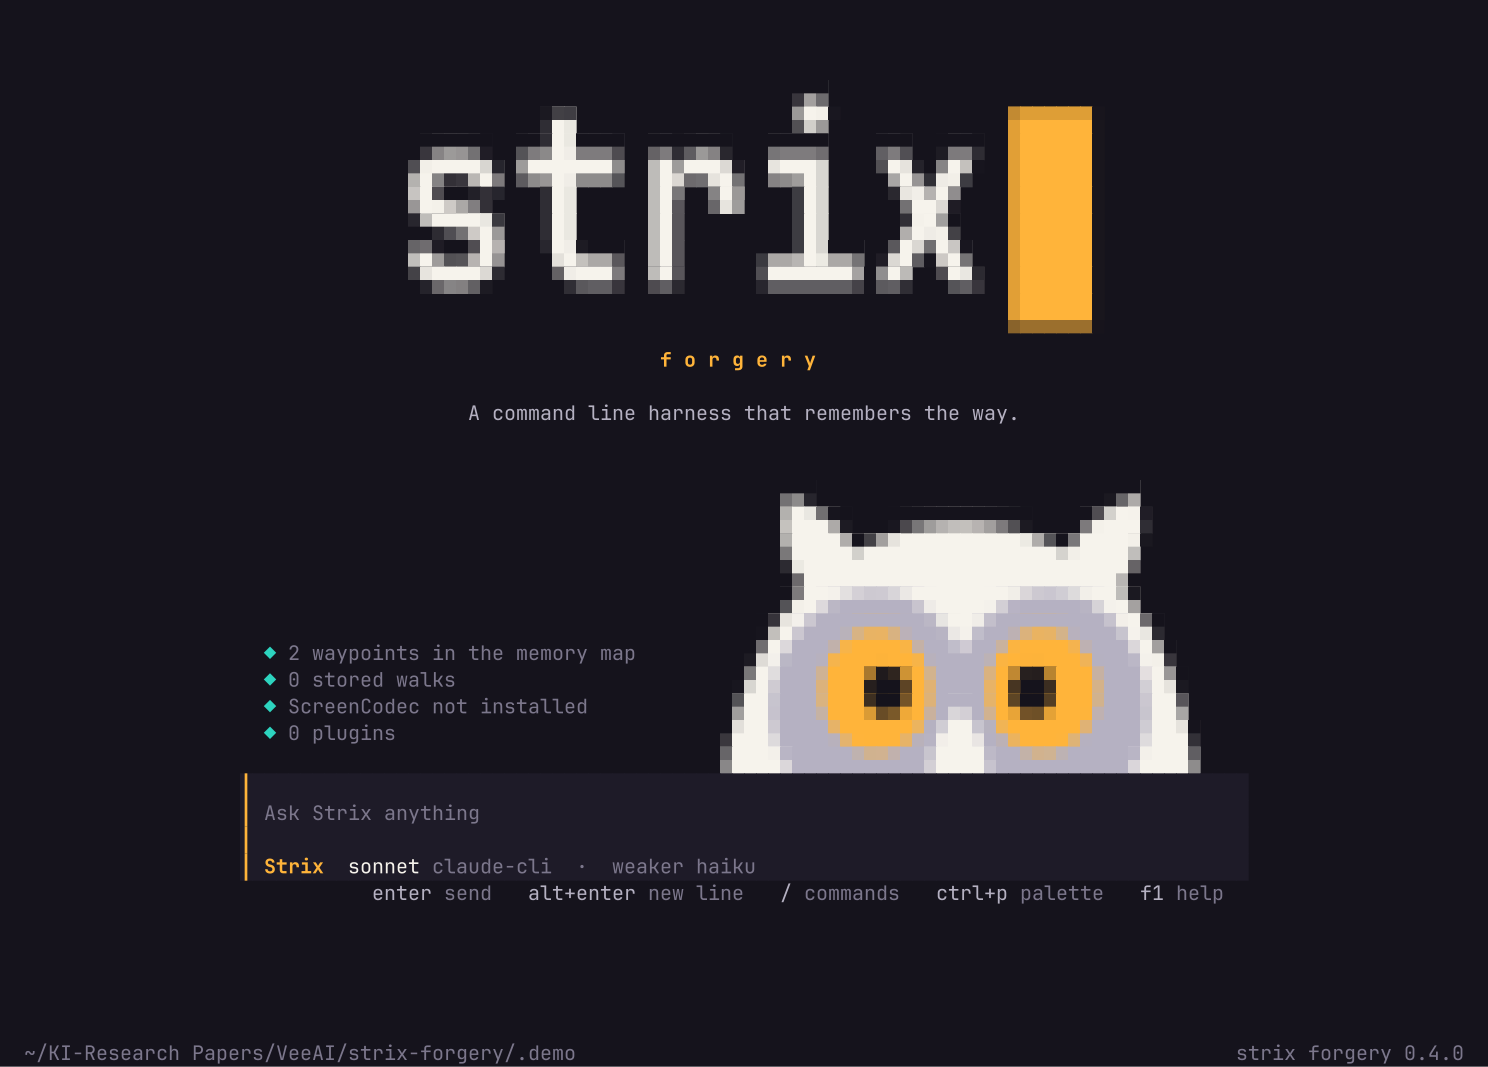 strix
forgery
A command line harness that remembers the way.
◆ 2 waypoints in the memory map
◆ 0 stored walks
◆ ScreenCodec not installed
◆ 0 plugins
Ask Strix anything
Strix sonnet claude-cli · weaker haiku
enter send alt+enter new line / commands ctrl+p palette f1 help
~/KI-Research Papers/VeeAI/strix-forgery/.demo strix forgery 0.4.0